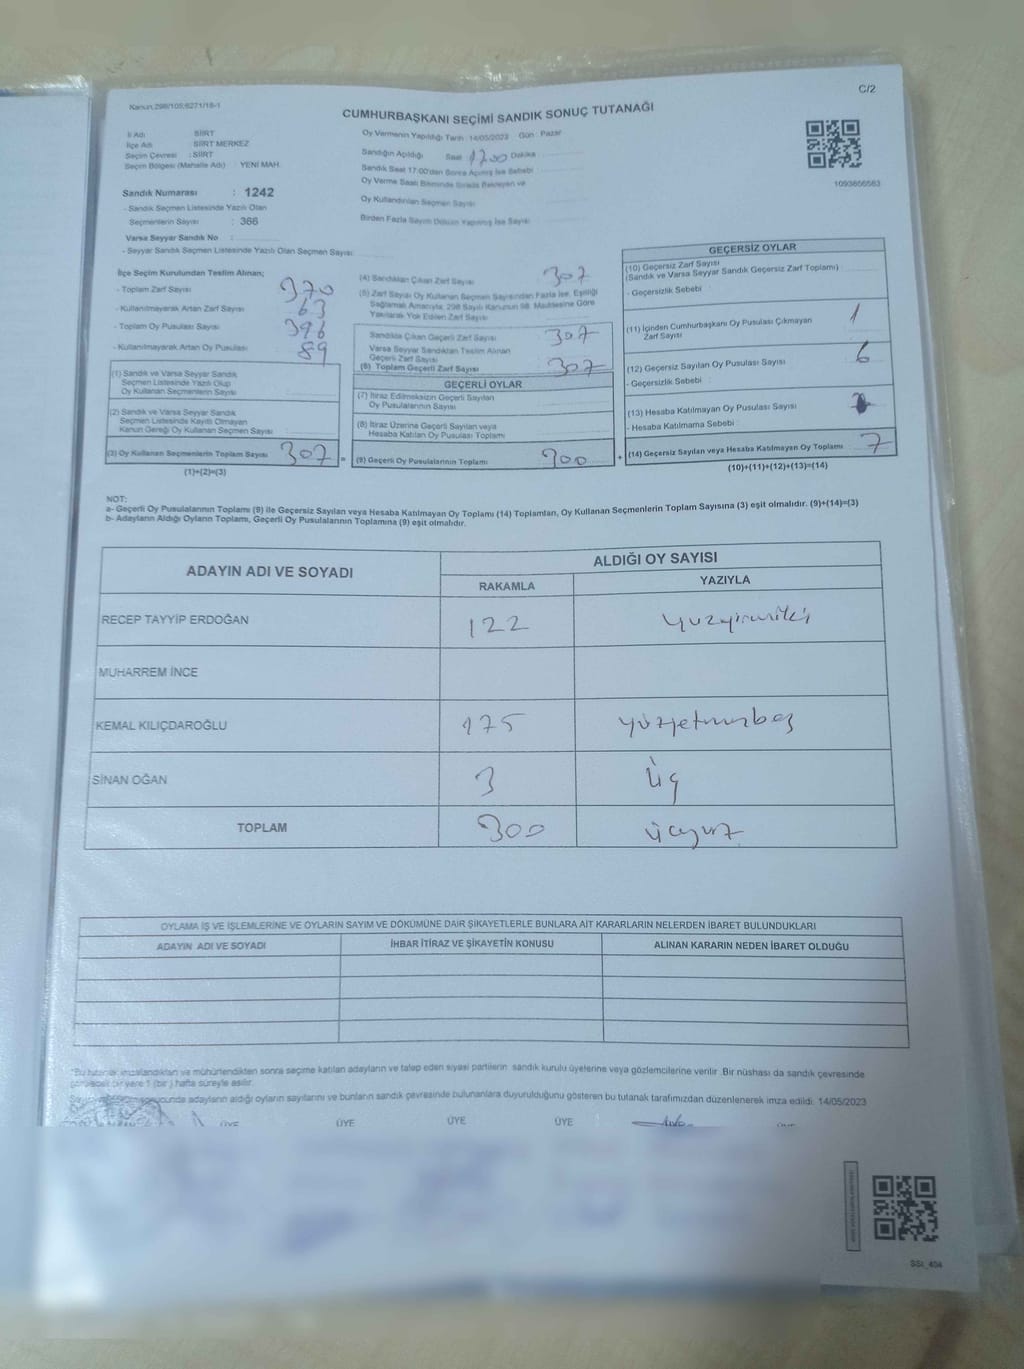 Kanun:298/105;6271/18-1
C/2
CUMHURBAŞKANI SEÇİMİ SANDIK SONUÇ TUTANAĞI
İl Adı : SİİRT
İlçe Adı : SİİRT MERKEZ
Seçim Çevresi : SİİRT
Seçim Bölgesi (Mahalle Adı) : YENİ MAH.
Sandık Numarası : 1242
- Sandık Seçmen Listesinde Yazılı Olan
Seçmenlerin Sayısı : 366
Varsa Seyyar Sandık No :
- Seyyar Sandık Seçmen Listesinde Yazılı Olan Seçmen Sayısı
Oy Vermenin Yapıldığı Tarih : 14/05/2023 Gün : Pazar
Sandığın Açıldığı Saat 1700 Dakika
Sandık Saat 17:00'dan Sonra Açılmış İse Sebebi
Oy Verme Saati Bitiminde Sırada Bekleyen ve
Oy Kullandırılan Seçmen Sayısı
Birden Fazla Sayım Döküm Yapılmış İse Sayısı
1093856563
İlçe Seçim Kurulundan Teslim Alınan;
- Toplam Zarf Sayısı 370
- Kullanılmayarak Artan Zarf Sayısı 63
- Toplam Oy Pusulası Sayısı 396
- Kullanılmayarak Artan Oy Pusulası 89
(1) Sandık ve Varsa Seyyar Sandık
Seçmen Listesinde Yazılı Olup
Oy Kullanan Seçmenlerin Sayısı
(2) Sandık ve Varsa Seyyar Sandık
Seçmen Listesinde Kayıtlı Olmayan
Kanun Gereği Oy Kullanan Seçmen Sayısı
(3) Oy Kullanan Seçmenlerin Toplam Sayısı 307
(1)+(2)=(3)
(4) Sandıktan Çıkan Zarf Sayısı 307
(5) Zarf Sayısı Oy Kullanan Seçmen Sayısından Fazla İse, Eşitliği
Sağlamak Amacıyla, 298 Sayılı Kanunun 98. Maddesine Göre
Yakılarak Yok Edilen Zarf Sayısı
Sandıkta Çıkan Geçerli Zarf Sayısı 307
Varsa Seyyar Sandıktan Teslim Alınan
Geçerli Zarf Sayısı
(6) Toplam Geçerli Zarf Sayısı 307
GEÇERLİ OYLAR
(7) İtiraz Edilmeksizin Geçerli Sayılan
Oy Pusulalarının Sayısı
(8) İtiraz Üzerine Geçerli Sayılan veya
Hesaba Katılan Oy Pusulası Toplamı
= (9) Geçerli Oy Pusulalarının Toplamı 300
GEÇERSİZ OYLAR
(10) Geçersiz Zarf Sayısı
(Sandık ve Varsa Seyyar Sandık Geçersiz Zarf Toplamı)
- Geçersizlik Sebebi
(11) İçinden Cumhurbaşkanı Oy Pusulası Çıkmayan 1
Zarf Sayısı
(12) Geçersiz Sayılan Oy Pusulası Sayısı 6
- Geçersizlik Sebebi :
(13) Hesaba Katılmayan Oy Pusulası Sayısı
- Hesaba Katılmama Sebebi :
+ (14) Geçersiz Sayılan veya Hesaba Katılmayan Oy Toplamı 7
(10)+(11)+(12)+(13)=(14)
NOT:
a- Geçerli Oy Pusulalarının Toplamı (9) ile Geçersiz Sayılan veya Hesaba Katılmayan Oy Toplamı (14) Toplamları, Oy Kullanan Seçmenlerin Toplam Sayısına (3) eşit olmalıdır. (9)+(14)=(3)
b- Adayların Aldığı Oyların Toplamı, Geçerli Oy Pusulalarının Toplamına (9) eşit olmalıdır.
ADAYIN ADI VE SOYADI ALDIĞI OY SAYISI
RAKAMLA YAZIYLA
RECEP TAYYİP ERDOĞAN 122 Yüzyirmiiki
MUHARREM İNCE
KEMAL KILIÇDAROĞLU 175 yüzyetmişbeş
SİNAN OĞAN 3 Üç
TOPLAM 300 üçyüz
OYLAMA İŞ VE İŞLEMLERİNE VE OYLARIN SAYIM VE DÖKÜMÜNE DAİR ŞİKAYETLERLE BUNLARA AİT KARARLARIN NELERDEN İBARET BULUNDUKLARI
ADAYIN ADI VE SOYADI İHBAR İTİRAZ VE ŞİKAYETİN KONUSU ALINAN KARARIN NEDEN İBARET OLDUĞU
*Bu tutanak imzalandıktan ve mühürlendikten sonra seçime katılan adayların ve talep eden siyasi partilerin sandık kurulu üyelerine veya gözlemcilerine verilir. Bir nüshası da sandık çevresinde
görülecek bir yere 1 (bir ) hafta süreyle asılır.
sonucunda adayların aldığı oyların sayılarını ve bunların sandık çevresinde bulunanlara duyurulduğunu gösteren bu tutanak tarafımızdan düzenlenerek imza edildi. 14/05/2023
ÜYE ÜYE ÜYE ÜYE
SSİ_404